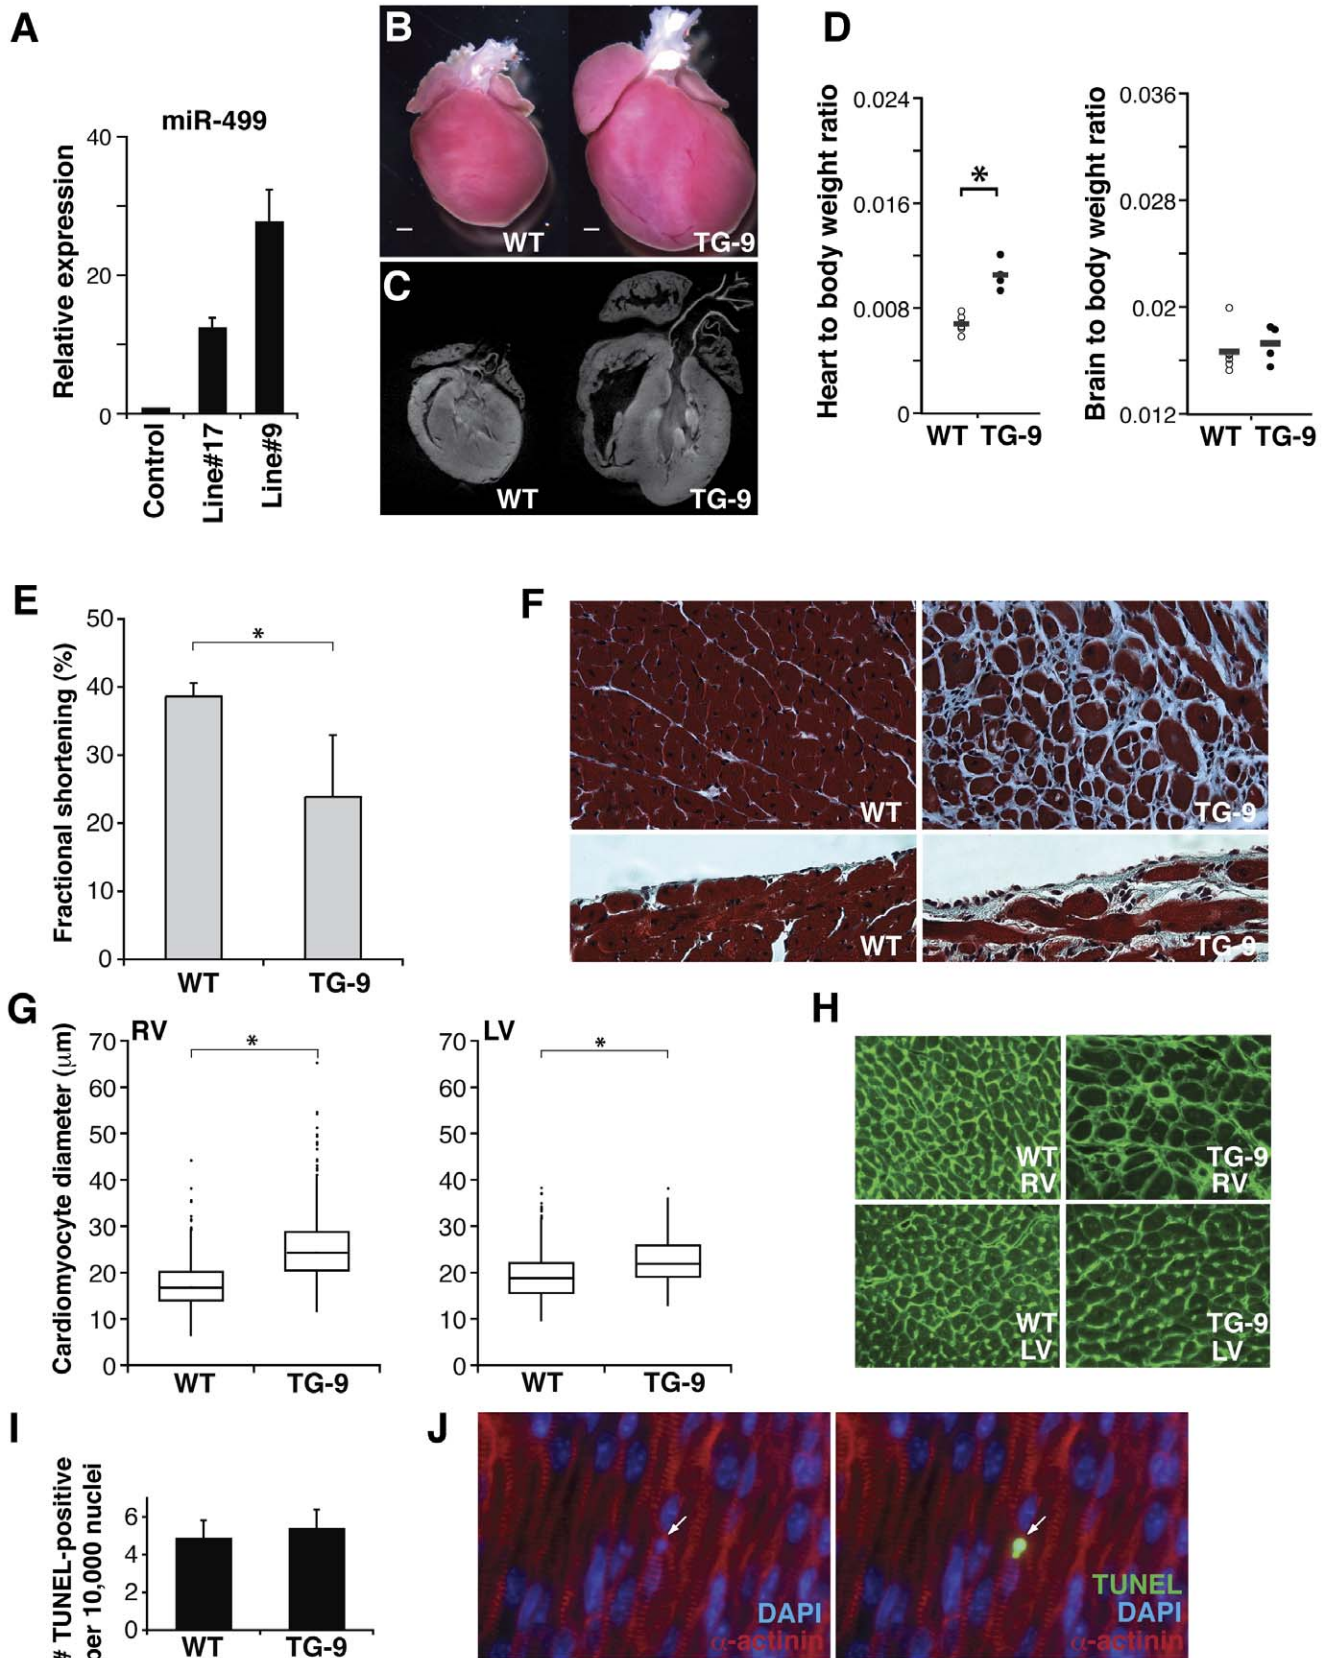 A
miR-499
Relative expression
40
20
0
Control
Line#17
Line#9
B
WT
TG-9
C
WT
TG-9
D
Heart to body weight ratio
0.024
0.016
0.008
0
*
WT TG-9
Brain to body weight ratio
0.036
0.028
0.02
0.012
WT TG-9
E
Fractional shortening (%)
50
40
30
20
10
0
*
WT
TG-9
F
WT
TG-9
WT
TG-9
G
Cardiomyocyte diameter (μm)
RV
70
60
50
40
30
20
10
0
*
WT
TG-9
LV
70
60
50
40
30
20
10
0
*
WT
TG-9
H
WT
RV
TG-9
RV
WT
LV
TG-9
LV
I
# TUNEL-positive
per 10,000 nuclei
6
4
2
0
WT
TG-9
J
DAPI
α-actinin
TUNEL
DAPI
α-actinin